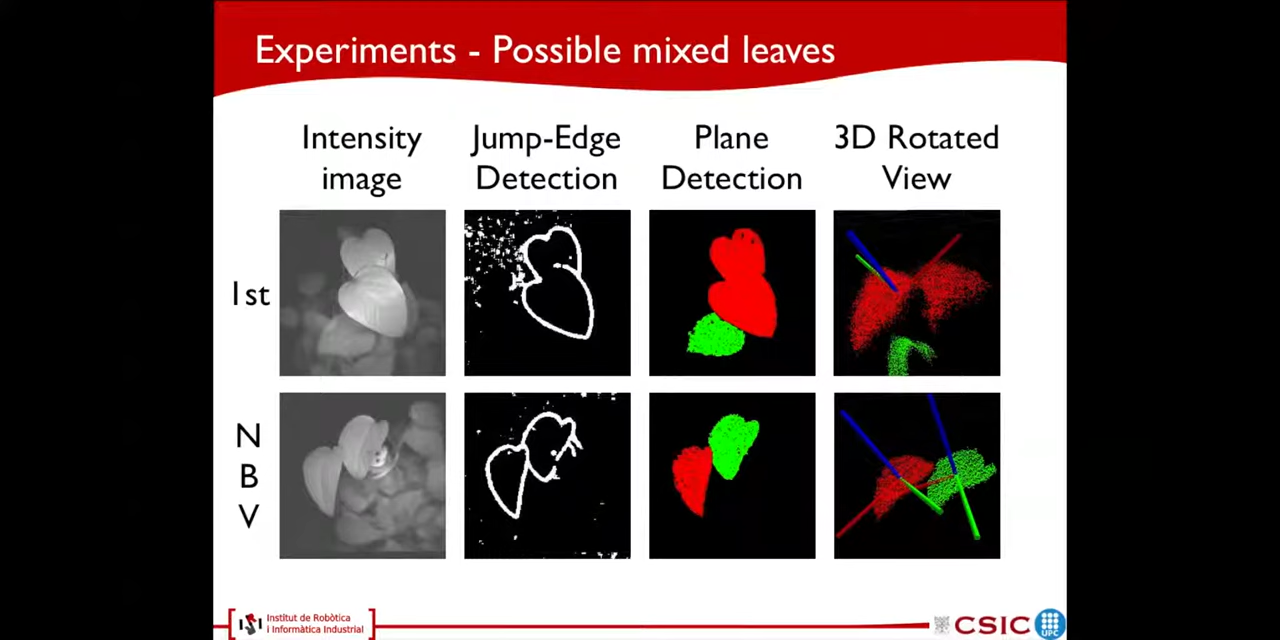 Experiments - Possible mixed leaves
Intensity
image
Jump-Edge
Detection
Plane
Detection
3D Rotated
View
1st
N
B
V
Institut de Robòtica
i Informàtica Industrial
CSIC
UPC